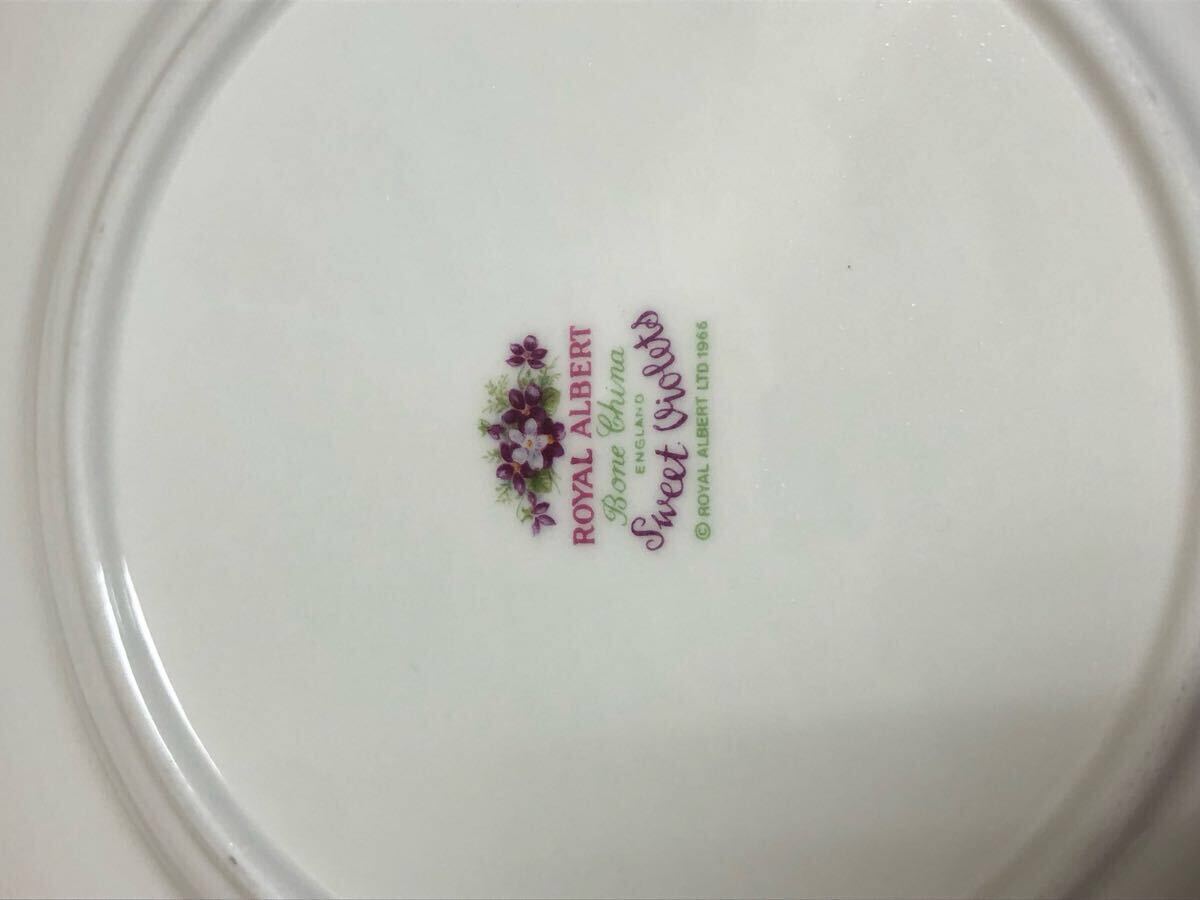 ROYAL ALBERT
Bone China
ENGLAND
Sweet Violets
© ROYAL ALBERT LTD 1966